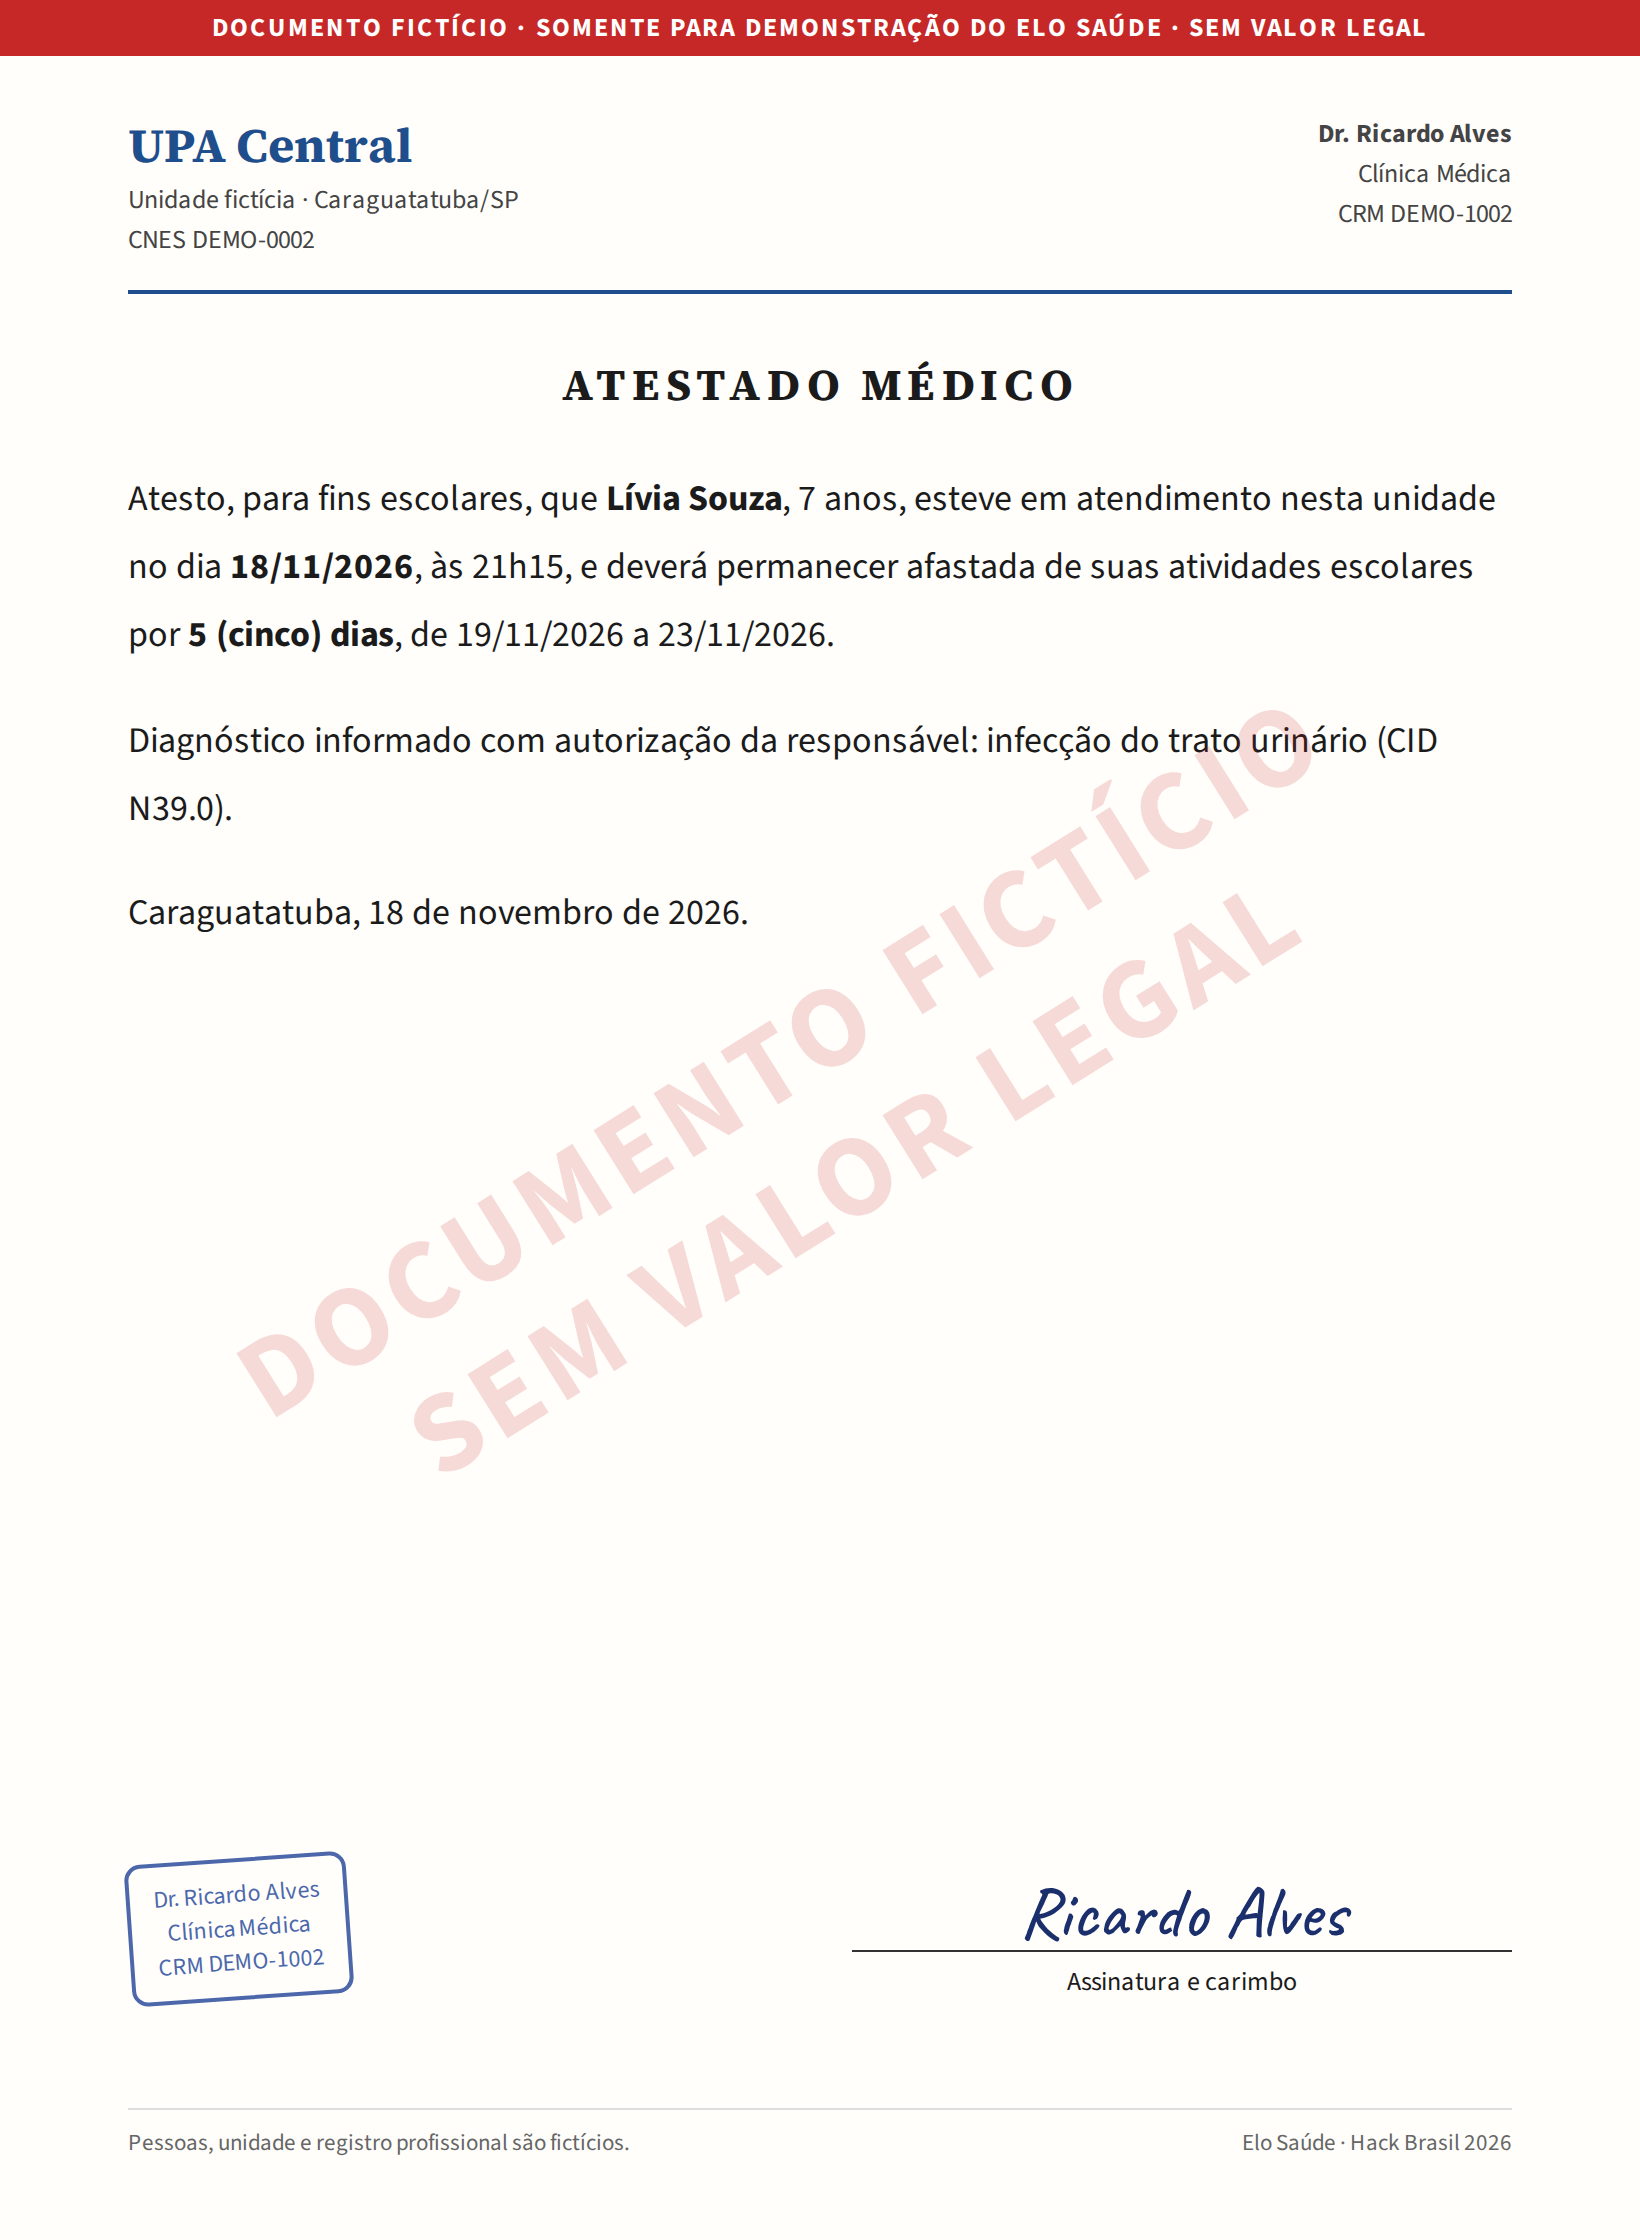 DOCUMENTO FICTÍCIO · SOMENTE PARA DEMONSTRAÇÃO DO ELO SAÚDE · SEM VALOR LEGAL
UPA Central
Unidade fictícia · Caraguatatuba/SP
CNES DEMO-0002
Dr. Ricardo Alves
Clínica Médica
CRM DEMO-1002
ATESTADO MÉDICO
Atesto, para fins escolares, que Lívia Souza, 7 anos, esteve em atendimento nesta unidade
no dia 18/11/2026, às 21h15, e deverá permanecer afastada de suas atividades escolares
por 5 (cinco) dias, de 19/11/2026 a 23/11/2026.
Diagnóstico informado com autorização da responsável: infecção do trato urinário (CID
N39.0).
Caraguatatuba, 18 de novembro de 2026.
DOCUMENTO FICTÍCIO
SEM VALOR LEGAL
Dr. Ricardo Alves
Clínica Médica
CRM DEMO-1002
Ricardo Alves
Assinatura e carimbo
Pessoas, unidade e registro profissional são fictícios.
Elo Saúde · Hack Brasil 2026